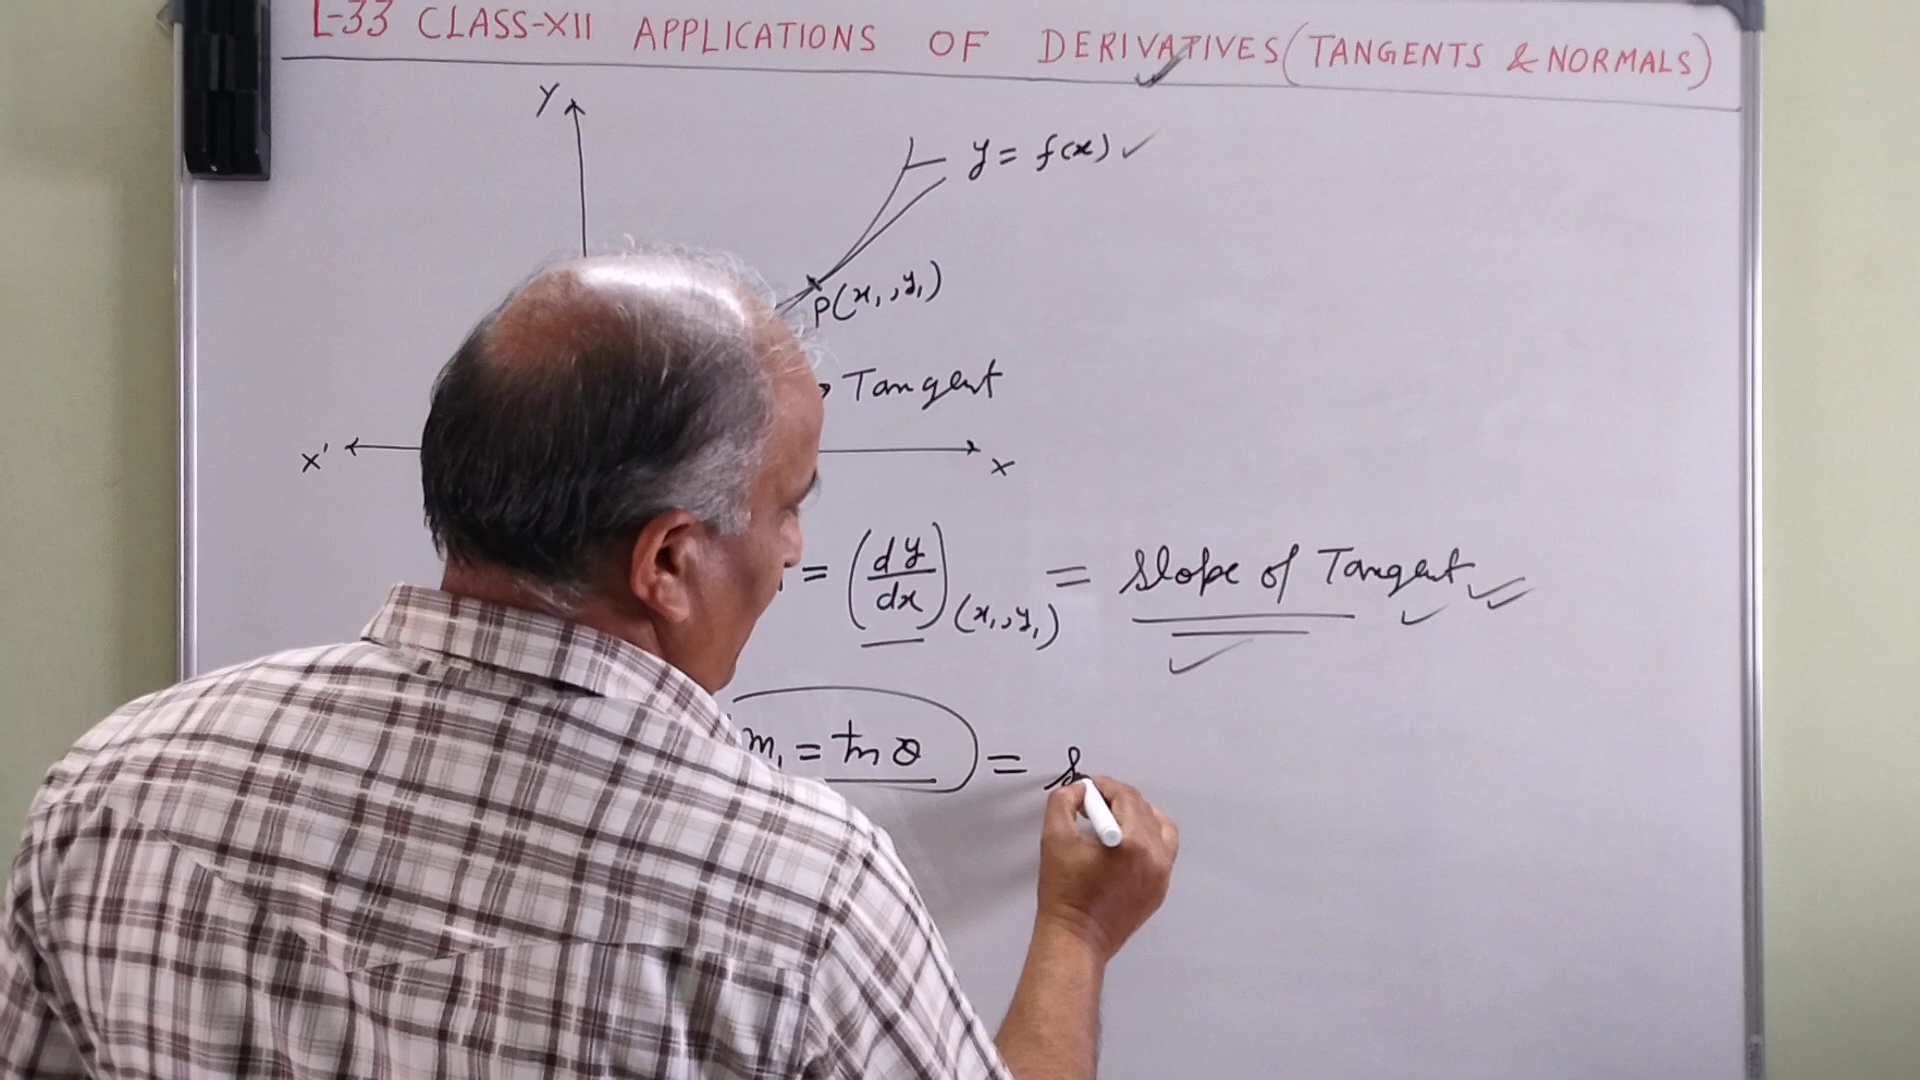 L-33 CLASS-XII APPLICATIONS OF DERIVATIVES (TANGENTS & NORMALS)
Y
y = f(x) ✓
P(x₁, y₁)
Tangent
X' X
= (dy/dx)(x₁, y₁) = Slope of Tangent
m₁ = tn θ = S